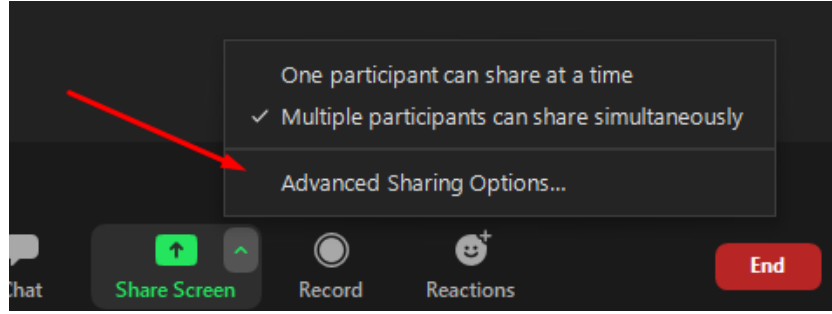 One participant can share at a time
Multiple participants can share simultaneously
Advanced Sharing Options...
hat
Share Screen
Record
Reactions
End